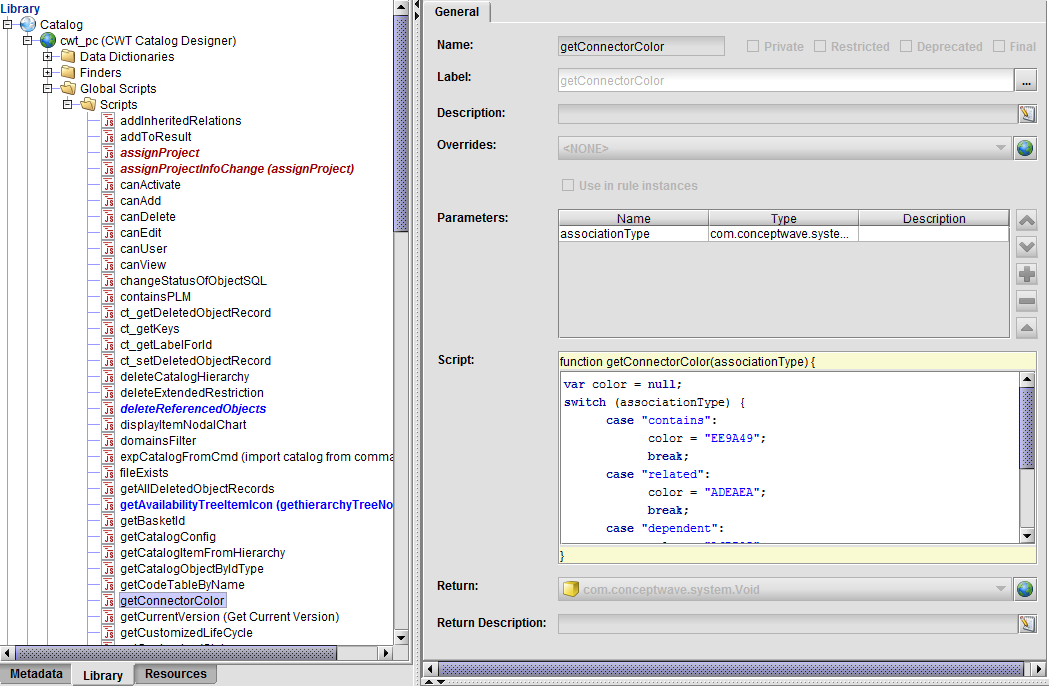 Library
Catalog
cwt_pc (CWT Catalog Designer)
Data Dictionaries
Finders
Global Scripts
Scripts
addInheritedRelations
addToResult
assignProject
assignProjectInfoChange (assignProject)
canActivate
canAdd
canDelete
canEdit
canUser
canView
changeStatusOfObjectSQL
containsPLM
ct_getDeletedObjectRecord
ct_getKeys
ct_getLabelForId
ct_setDeletedObjectRecord
deleteCatalogHierarchy
deleteExtendedRestriction
deleteReferencedObjects
displayItemNodalChart
domainsFilter
expCatalogFromCmd (import catalog from comma
fileExists
getAllDeletedObjectRecords
getAvailabilityTreeItemIcon (gethierarchyTreeNo
getBasketId
getCatalogConfig
getCatalogItemFromHierarchy
getCatalogObjectByIdType
getCodeTableByName
getConnectorColor
getCurrentVersion (Get Current Version)
getCustomizedLifeCycle
Metadata Library Resources
General
Name: getConnectorColor Private Restricted Deprecated Final
Label: getConnectorColor ...
Description:
Overrides: <NONE>
Use in rule instances
Parameters: Name Type Description
associationType com.conceptwave.syste...
Script: function getConnectorColor(associationType) {
var color = null;
switch (associationType) {
case "contains":
color = "EE9A49";
break;
case "related":
color = "ADEAEA";
break;
case "dependent":
}
Return: com.conceptwave.system.Void
Return Description: